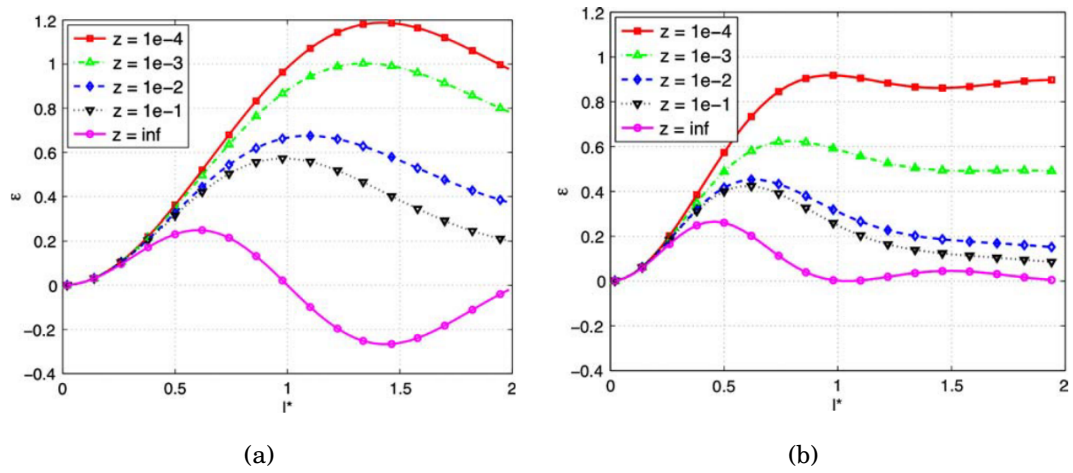 1.2
1
0.8
0.6
0.4
0.2
0
−0.2
−0.4
ε
z = 1e−4
z = 1e−3
z = 1e−2
z = 1e−1
z = inf
0
0.5
1
1.5
2
l*
(a)
1.2
1
0.8
0.6
0.4
0.2
0
−0.2
−0.4
ε
z = 1e−4
z = 1e−3
z = 1e−2
z = 1e−1
z = inf
0
0.5
1
1.5
2
l*
(b)